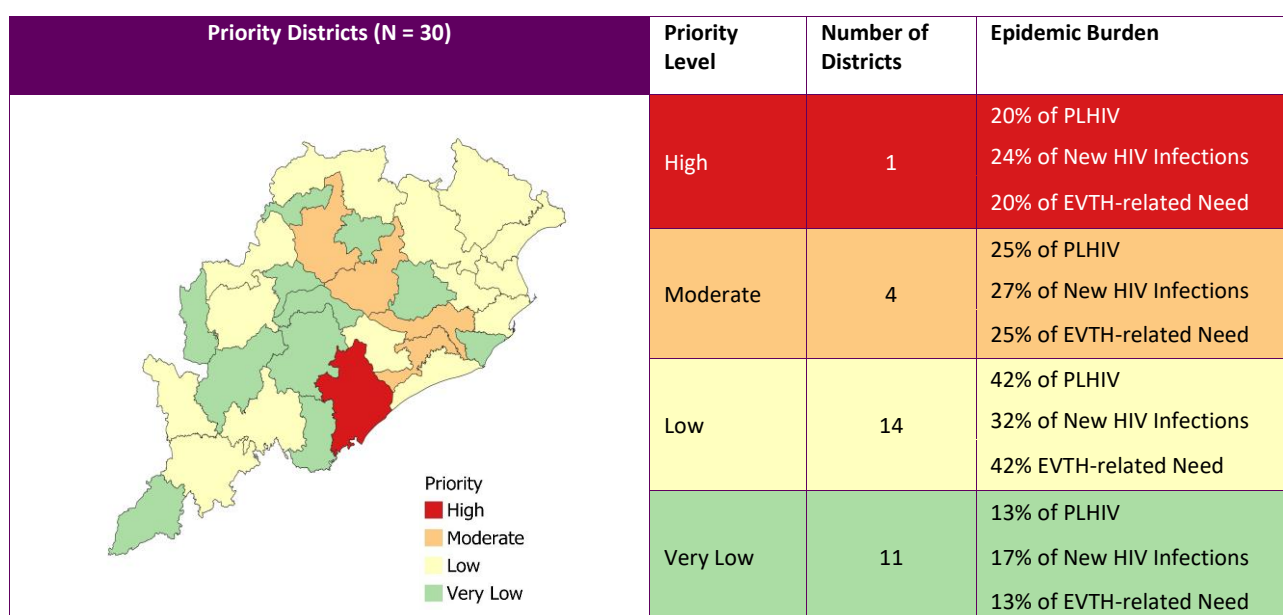 Priority Districts (N = 30)
Priority
Level
Number of
Districts
Epidemic Burden
High
1
20% of PLHIV
24% of New HIV Infections
20% of EVTH-related Need
Moderate
4
25% of PLHIV
27% of New HIV Infections
25% of EVTH-related Need
Low
14
42% of PLHIV
32% of New HIV Infections
42% EVTH-related Need
Very Low
11
13% of PLHIV
17% of New HIV Infections
13% of EVTH-related Need
Priority
High
Moderate
Low
Very Low